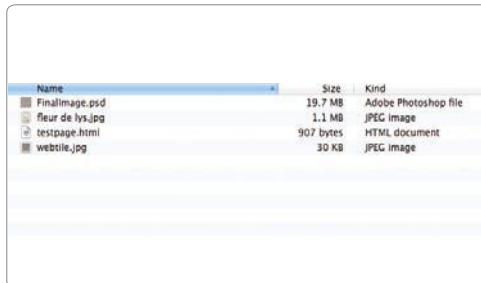 Name Size Kind
FinalImage.psd 19.7 MB Adobe Photoshop file
fleur de lys.jpg 1.1 MB JPEG image
testpage.html 907 bytes HTML document
webtile.jpg 30 KB JPEG image